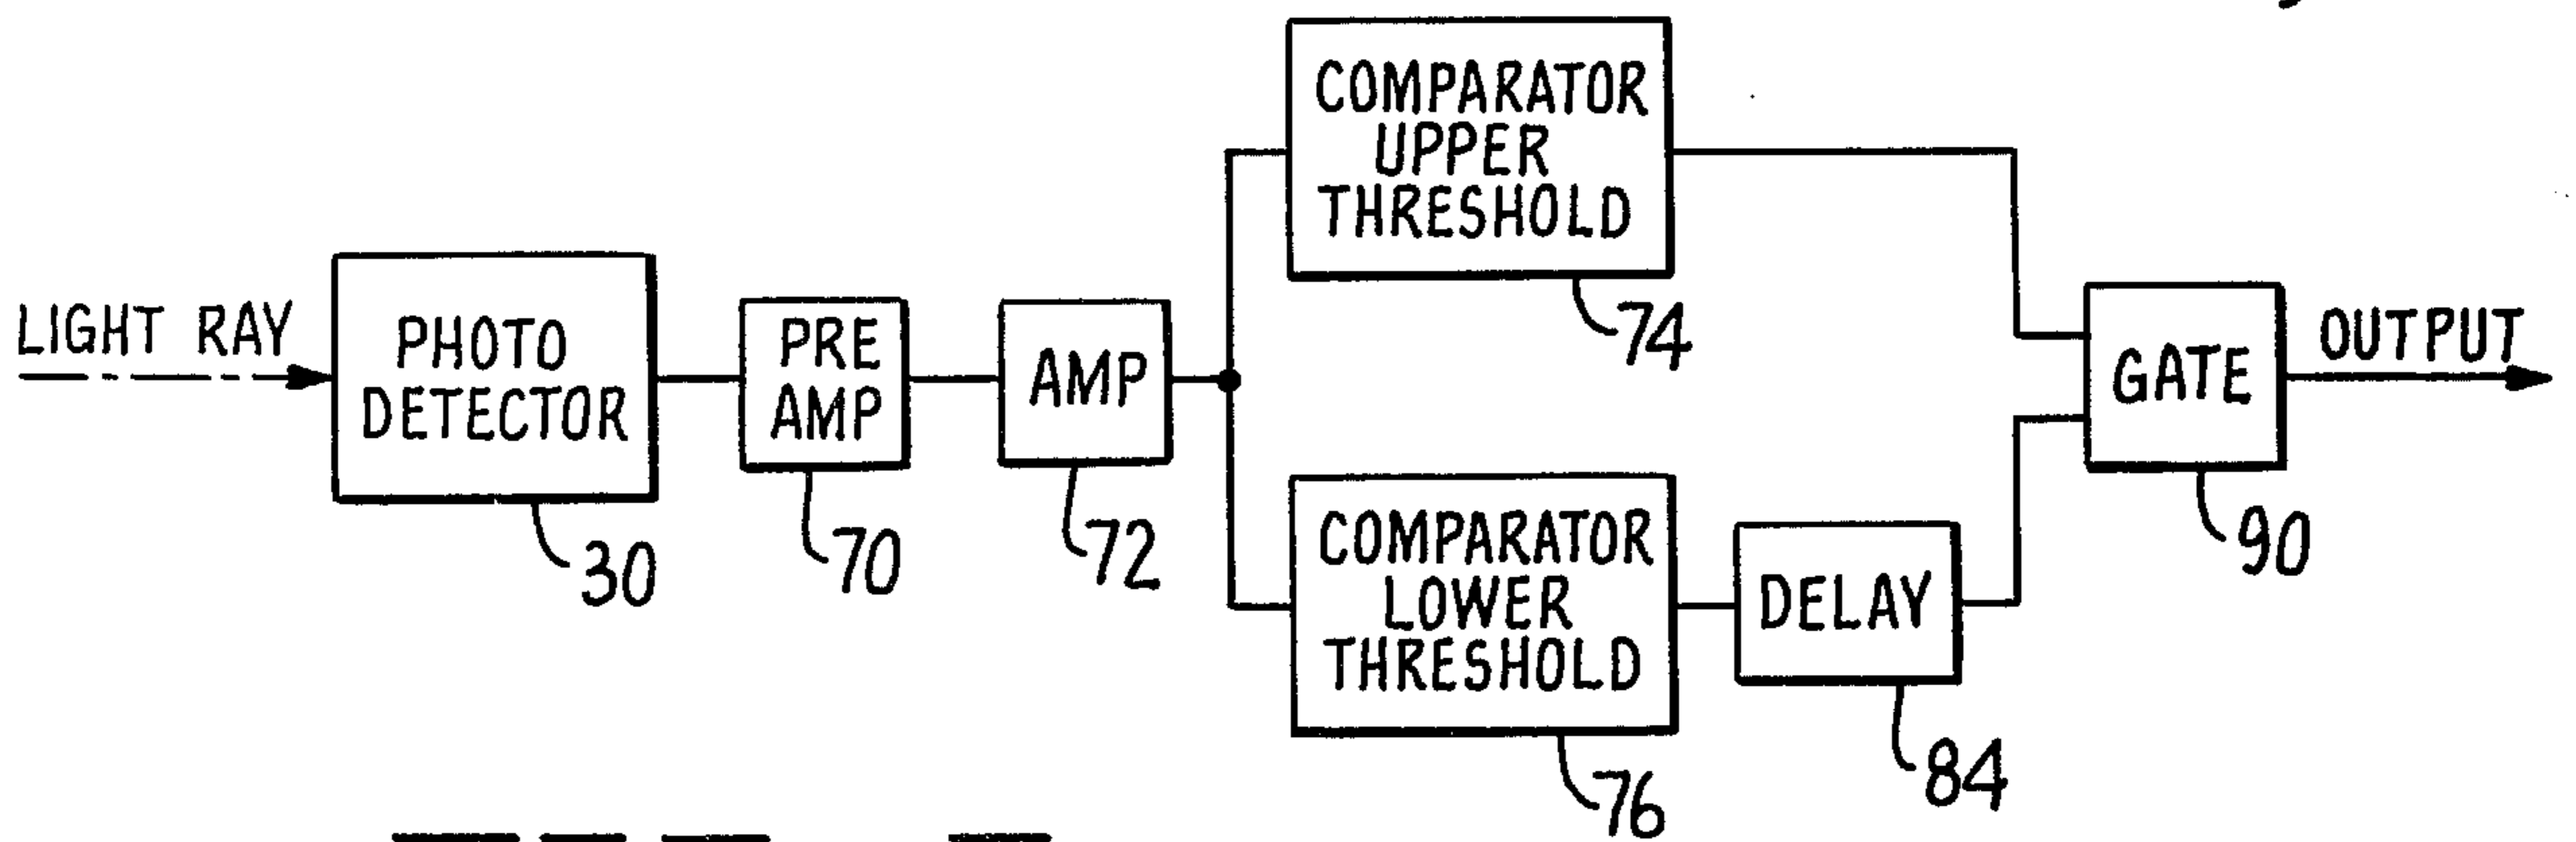 LIGHT RAY
PHOTO
DETECTOR
30
PRE
AMP
70
AMP
72
COMPARATOR
UPPER
THRESHOLD
74
COMPARATOR
LOWER
THRESHOLD
76
DELAY
84
GATE
90
OUTPUT